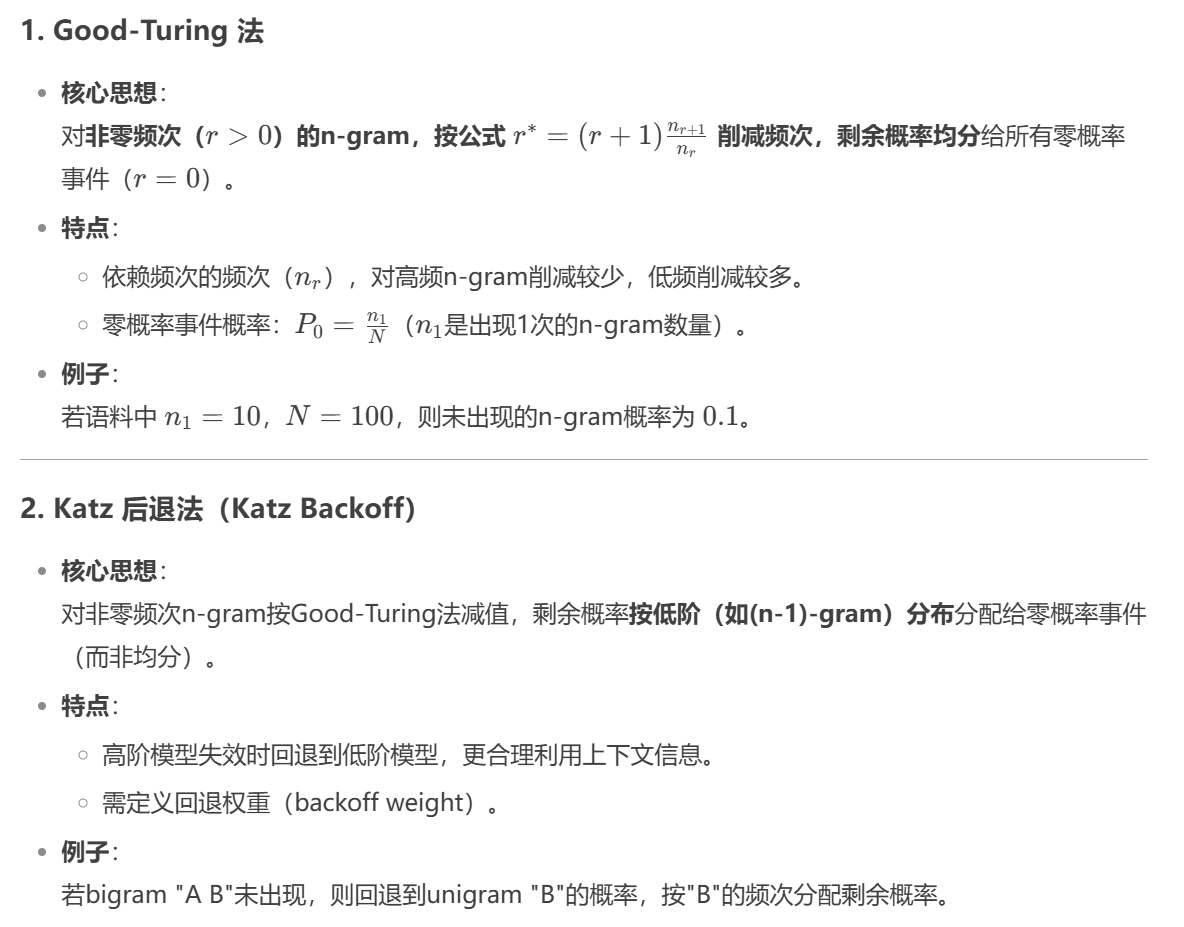 1. Good-Turing 法
• 核心思想：
对非零频次（r > 0）的n-gram，按公式 r* = (r + 1) n_{r+1}/n_r 削减频次，剩余概率均分给所有零概率
事件（r = 0）。
• 特点：
○ 依赖频次的频次（n_r），对高频n-gram削减较少，低频削减较多。
○ 零概率事件概率：P_0 = n_1/N（n_1是出现1次的n-gram数量）。
• 例子：
若语料中 n_1 = 10，N = 100，则未出现的n-gram概率为 0.1。
2. Katz 后退法（Katz Backoff）
• 核心思想：
对非零频次n-gram按Good-Turing法减值，剩余概率按低阶（如(n-1)-gram）分布分配给零概率事件
（而非均分）。
• 特点：
○ 高阶模型失效时回退到低阶模型，更合理利用上下文信息。
○ 需定义回退权重（backoff weight）。
• 例子：
若bigram "A B"未出现，则回退到unigram "B"的概率，按"B"的频次分配剩余概率。